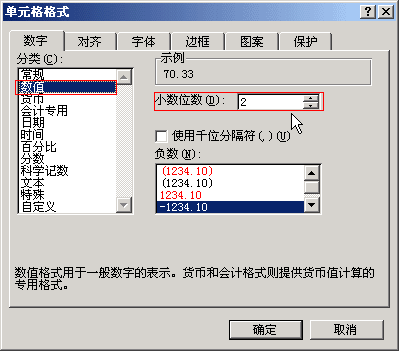 单元格格式
数字 对齐 字体 边框 图案 保护
分类(C):
常规
数值
货币
会计专用
日期
时间
百分比
分数
科学记数
文本
特殊
自定义
示例
70.33
小数位数(D): 2
使用千位分隔符(,)(U)
负数(N):
(1234.10)
(1234.10)
1234.10
-1234.10
数值格式用于一般数字的表示。货币和会计格式则提供货币值计算的
专用格式。
确定 取消